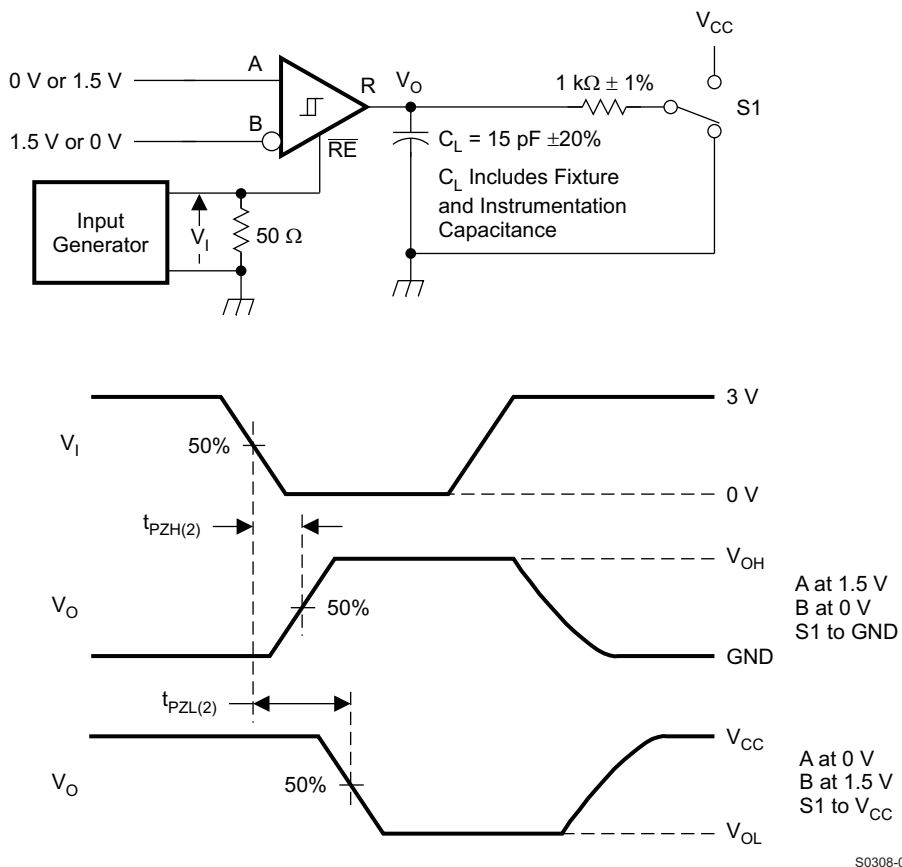 V_CC
0 V or 1.5 V
A
R
V_O
1 kΩ ± 1%
S1
1.5 V or 0 V
B
R̅E̅
C_L = 15 pF ±20%
C_L Includes Fixture
and Instrumentation
Capacitance
Input
Generator
V_I
50 Ω
3 V
V_I
50%
0 V
t_PZH(2)
V_OH
V_O
50%
A at 1.5 V
B at 0 V
S1 to GND
GND
t_PZL(2)
V_CC
V_O
50%
A at 0 V
B at 1.5 V
S1 to V_CC
V_OL